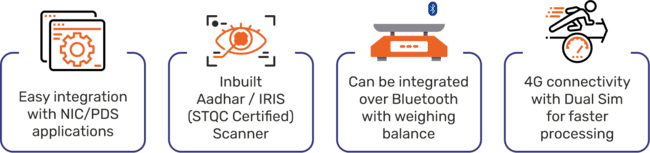 Easy integration
with NIC/PDS
applications
Inbuilt
Aadhar / IRIS
(STQC Certified)
Scanner
Can be integrated
over Bluetooth
with weighing
balance
4G connectivity
with Dual Sim
for faster
processing